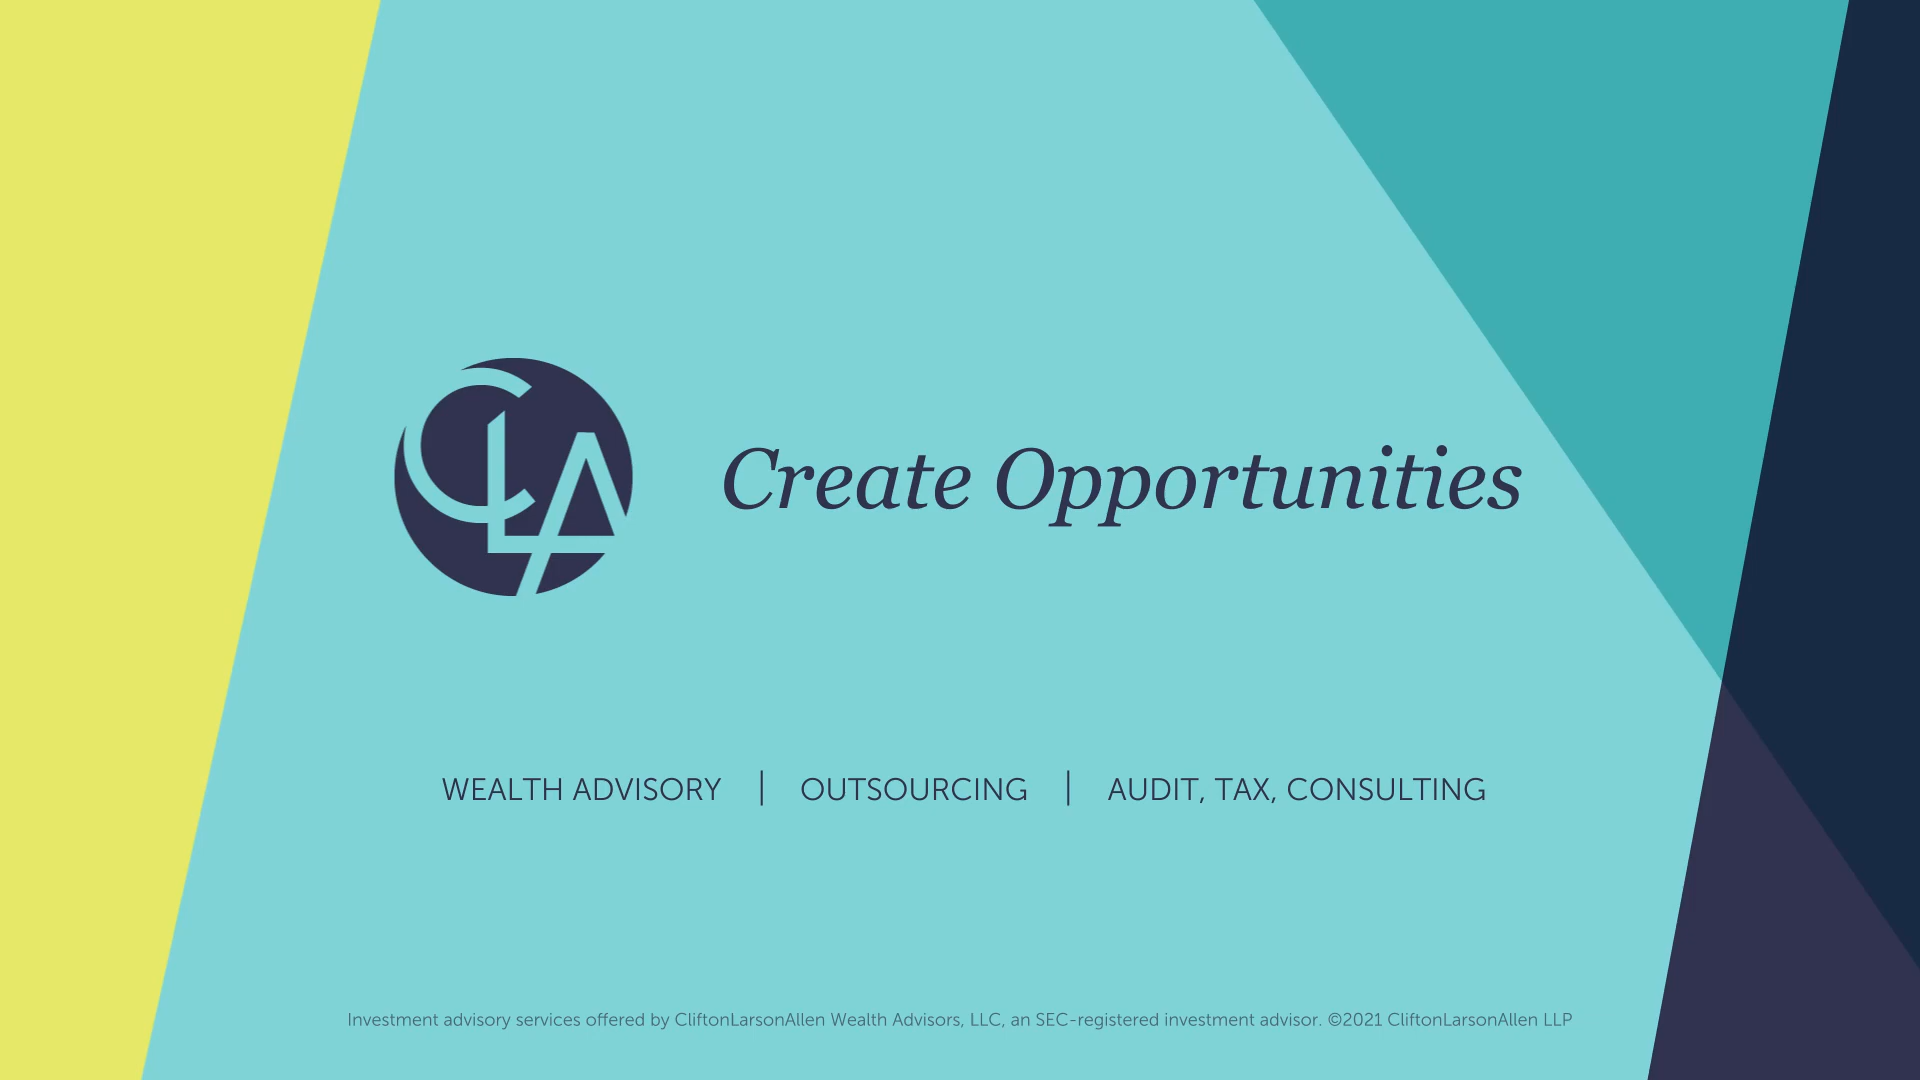 CLA
Create Opportunities
WEALTH ADVISORY | OUTSOURCING | AUDIT, TAX, CONSULTING
Investment advisory services offered by CliftonLarsonAllen Wealth Advisors, LLC, an SEC-registered investment advisor. ©2021 CliftonLarsonAllen LLP